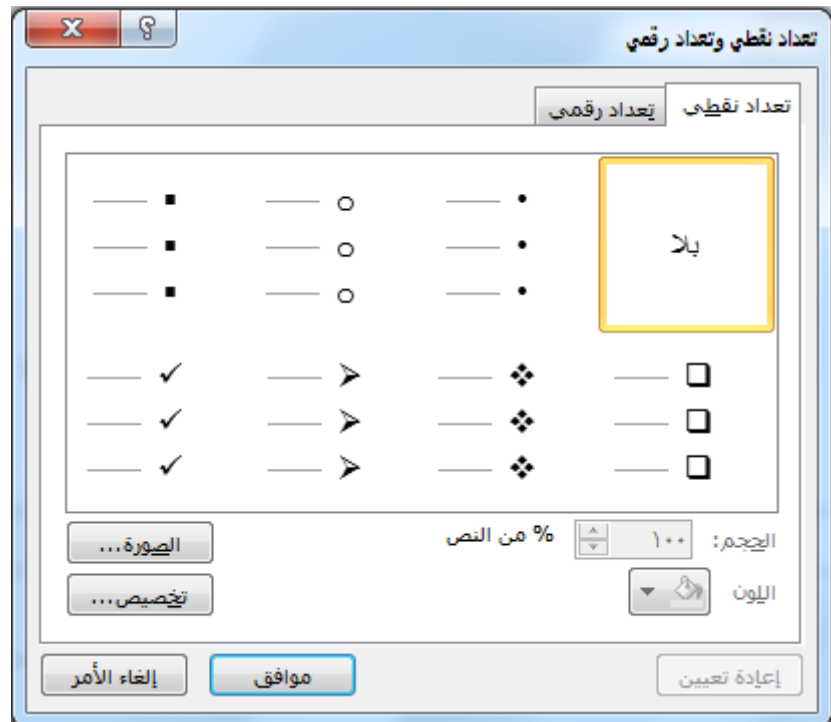 تعداد نقطي وتعداد رقمي
تعداد نقطي
تعداد رقمي
بلا
الحجم: ١٠٠ % من النص
الصورة...
اللون
تخصيص...
إعادة تعيين
موافق
إلغاء الأمر